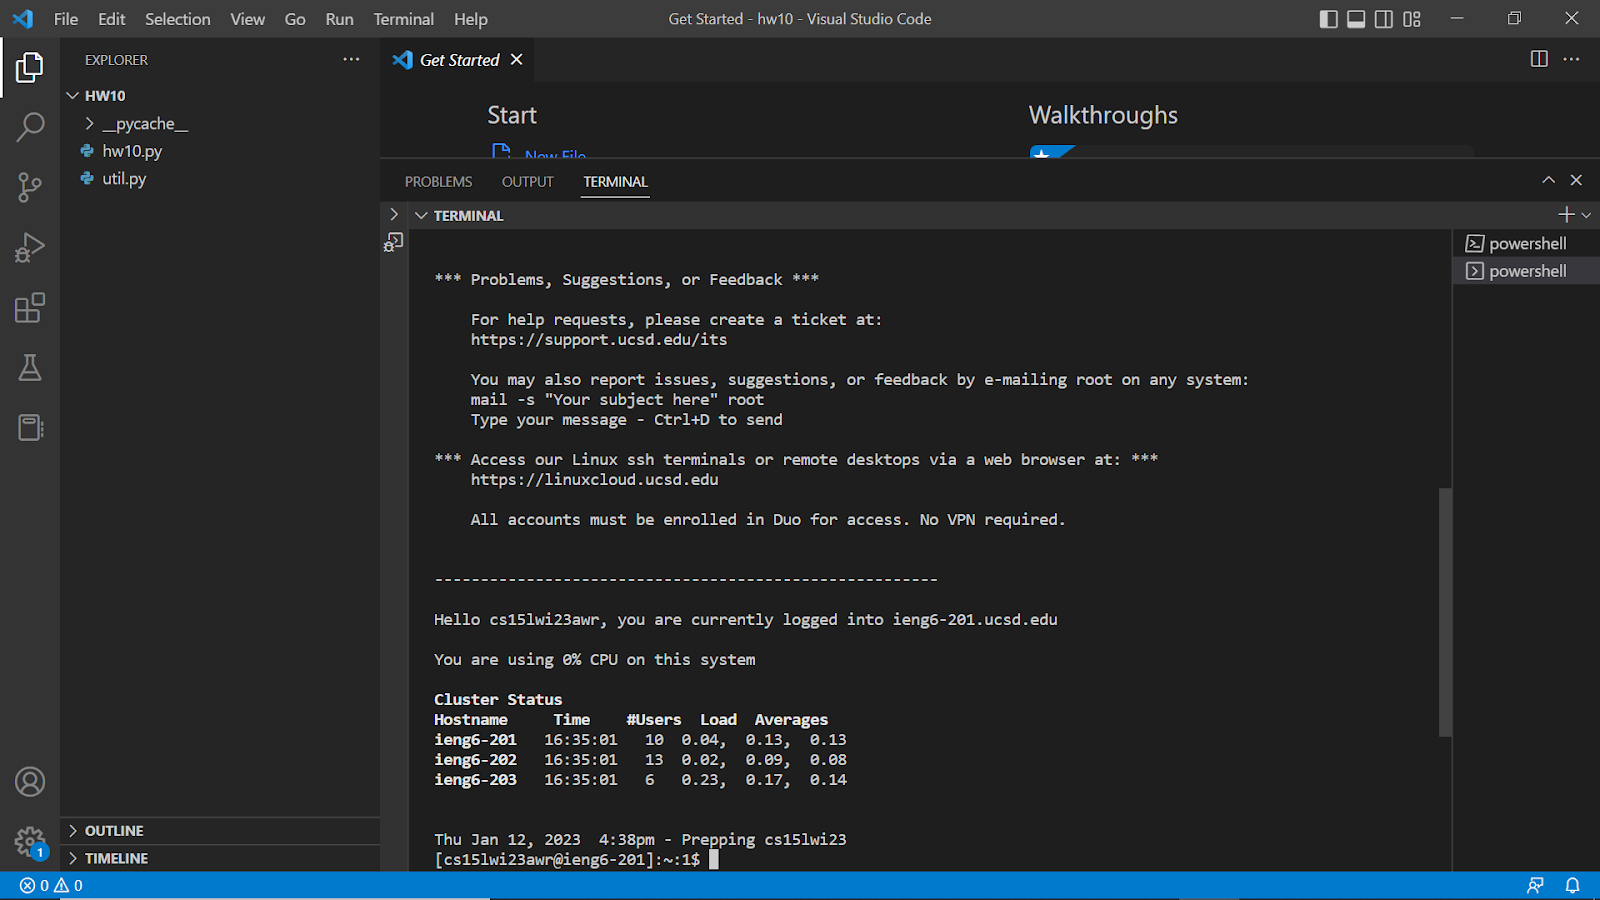 File Edit Selection View Go Run Terminal Help
Get Started - hw10 - Visual Studio Code
EXPLORER
HW10
__pycache__
hw10.py
util.py
OUTLINE
TIMELINE
Get Started
Start
New File
Walkthroughs
PROBLEMS OUTPUT TERMINAL
TERMINAL
*** Problems, Suggestions, or Feedback ***
For help requests, please create a ticket at:
https://support.ucsd.edu/its
You may also report issues, suggestions, or feedback by e-mailing root on any system:
mail -s "Your subject here" root
Type your message - Ctrl+D to send
*** Access our Linux ssh terminals or remote desktops via a web browser at: ***
https://linuxcloud.ucsd.edu
All accounts must be enrolled in Duo for access. No VPN required.
-------------------------------------------------------
Hello cs15lwi23awr, you are currently logged into ieng6-201.ucsd.edu
You are using 0% CPU on this system
Cluster Status
Hostname Time #Users Load Averages
ieng6-201 16:35:01 10 0.04, 0.13, 0.13
ieng6-202 16:35:01 13 0.02, 0.09, 0.08
ieng6-203 16:35:01 6 0.23, 0.17, 0.14
Thu Jan 12, 2023 4:38pm - Prepping cs15lwi23
[cs15lwi23awr@ieng6-201]:~:1$
powershell
powershell
1
0 0